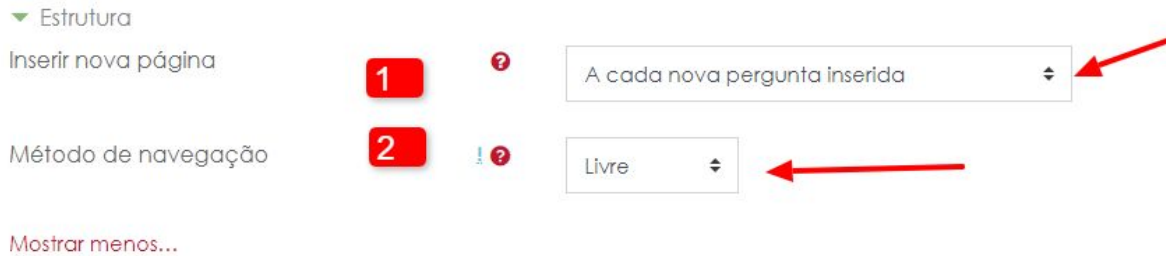 Estrutura
Inserir nova página 1 A cada nova pergunta inserida
Método de navegação 2 Livre
Mostrar menos...